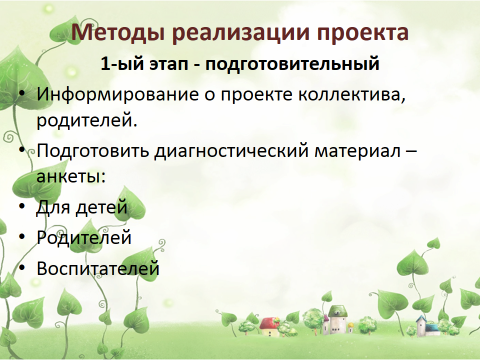 Методы реализации проекта
1-ый этап - подготовительный
• Информирование о проекте коллектива,
родителей.
• Подготовить диагностический материал –
анкеты:
• Для детей
• Родителей
• Воспитателей